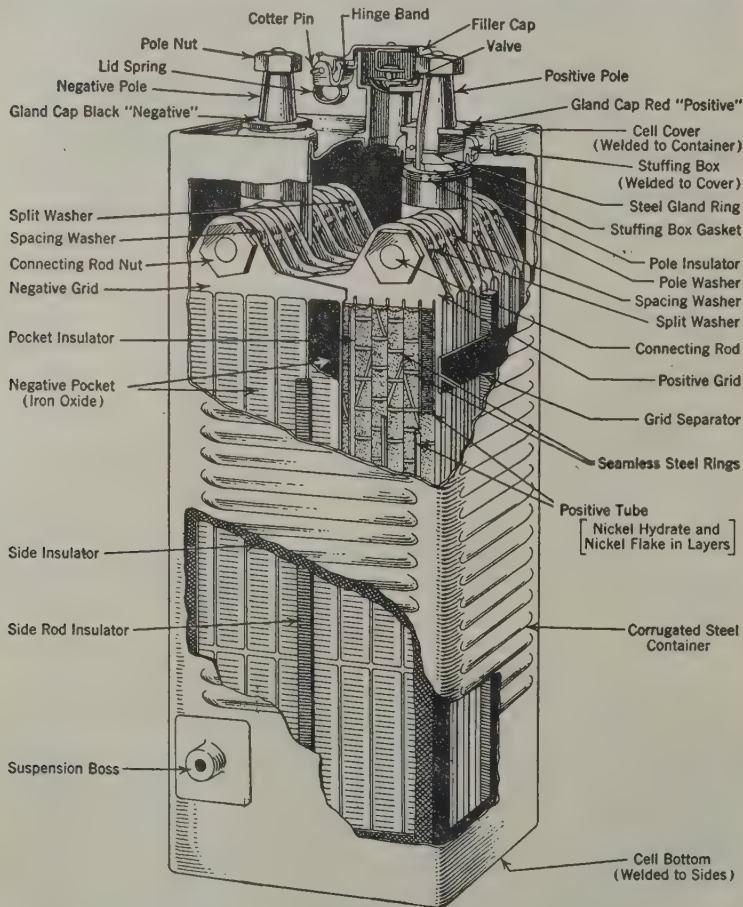 Cotter Pin
Hinge Band
Filler Cap
Pole Nut
Valve
Lid Spring
Negative Pole
Positive Pole
Gland Cap Black "Negative"
Gland Cap Red "Positive"
Cell Cover
(Welded to Container)
Stuffing Box
(Welded to Cover)
Split Washer
Steel Gland Ring
Spacing Washer
Stuffing Box Gasket
Connecting Rod Nut
Pole Insulator
Negative Grid
Pole Washer
Spacing Washer
Split Washer
Pocket Insulator
Connecting Rod
Positive Grid
Negative Pocket
(Iron Oxide)
Grid Separator
Seamless Steel Rings
Positive Tube
[Nickel Hydrate and
Nickel Flake in Layers]
Side Insulator
Side Rod Insulator
Corrugated Steel
Container
Suspension Boss
Cell Bottom
(Welded to Sides)